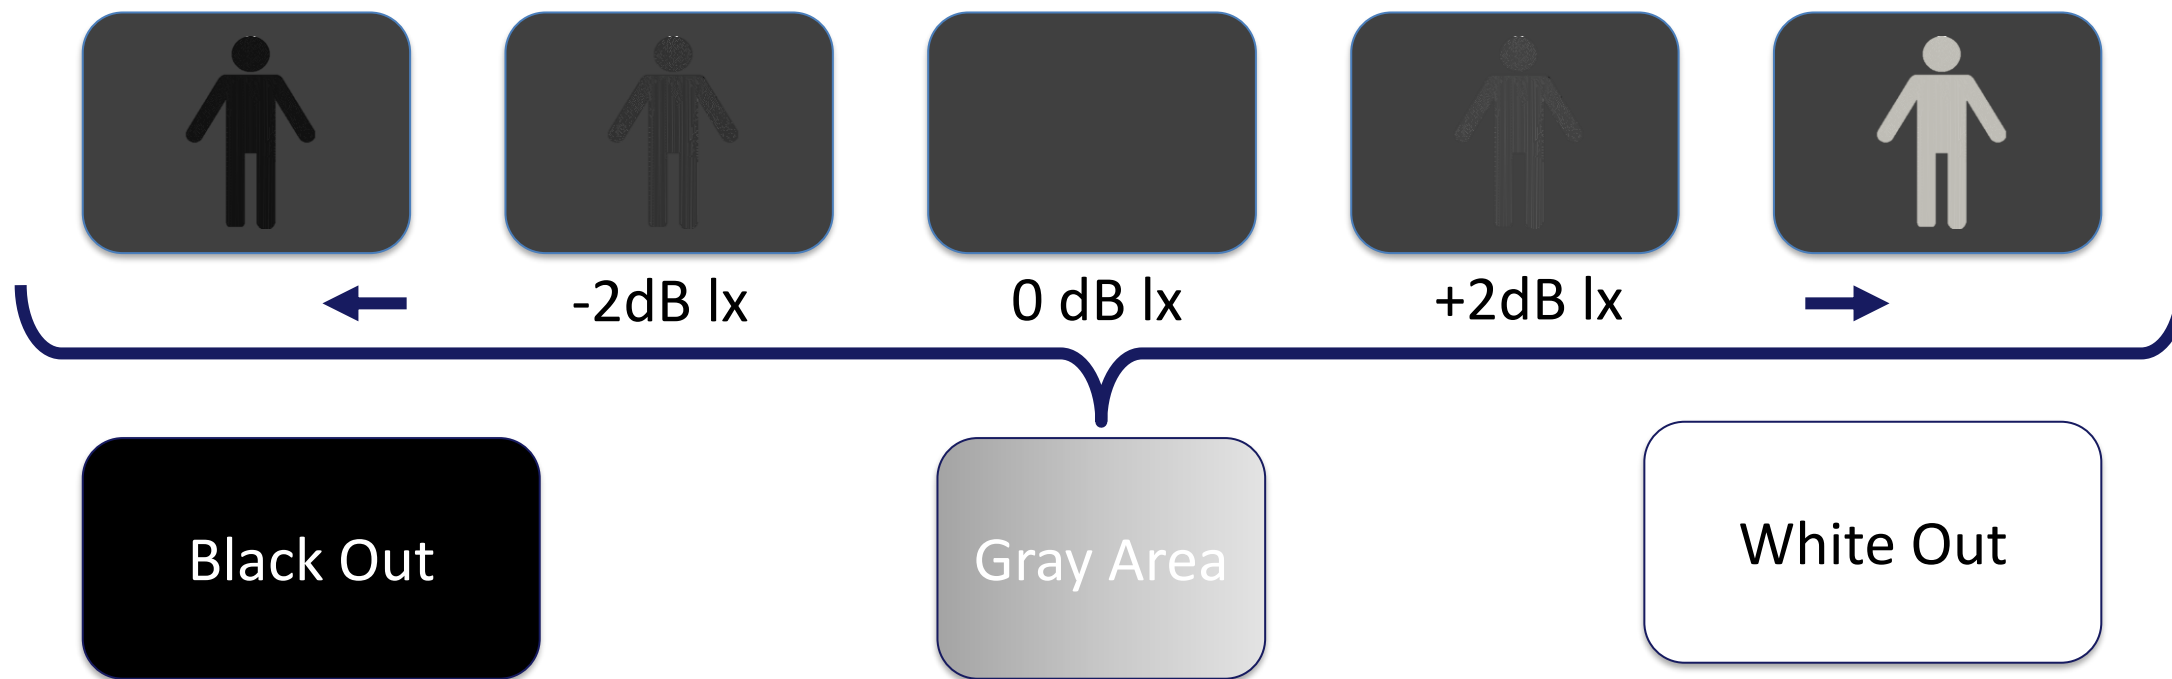 -2dB lx
0 dB lx
+2dB lx
Black Out
Gray Area
White Out